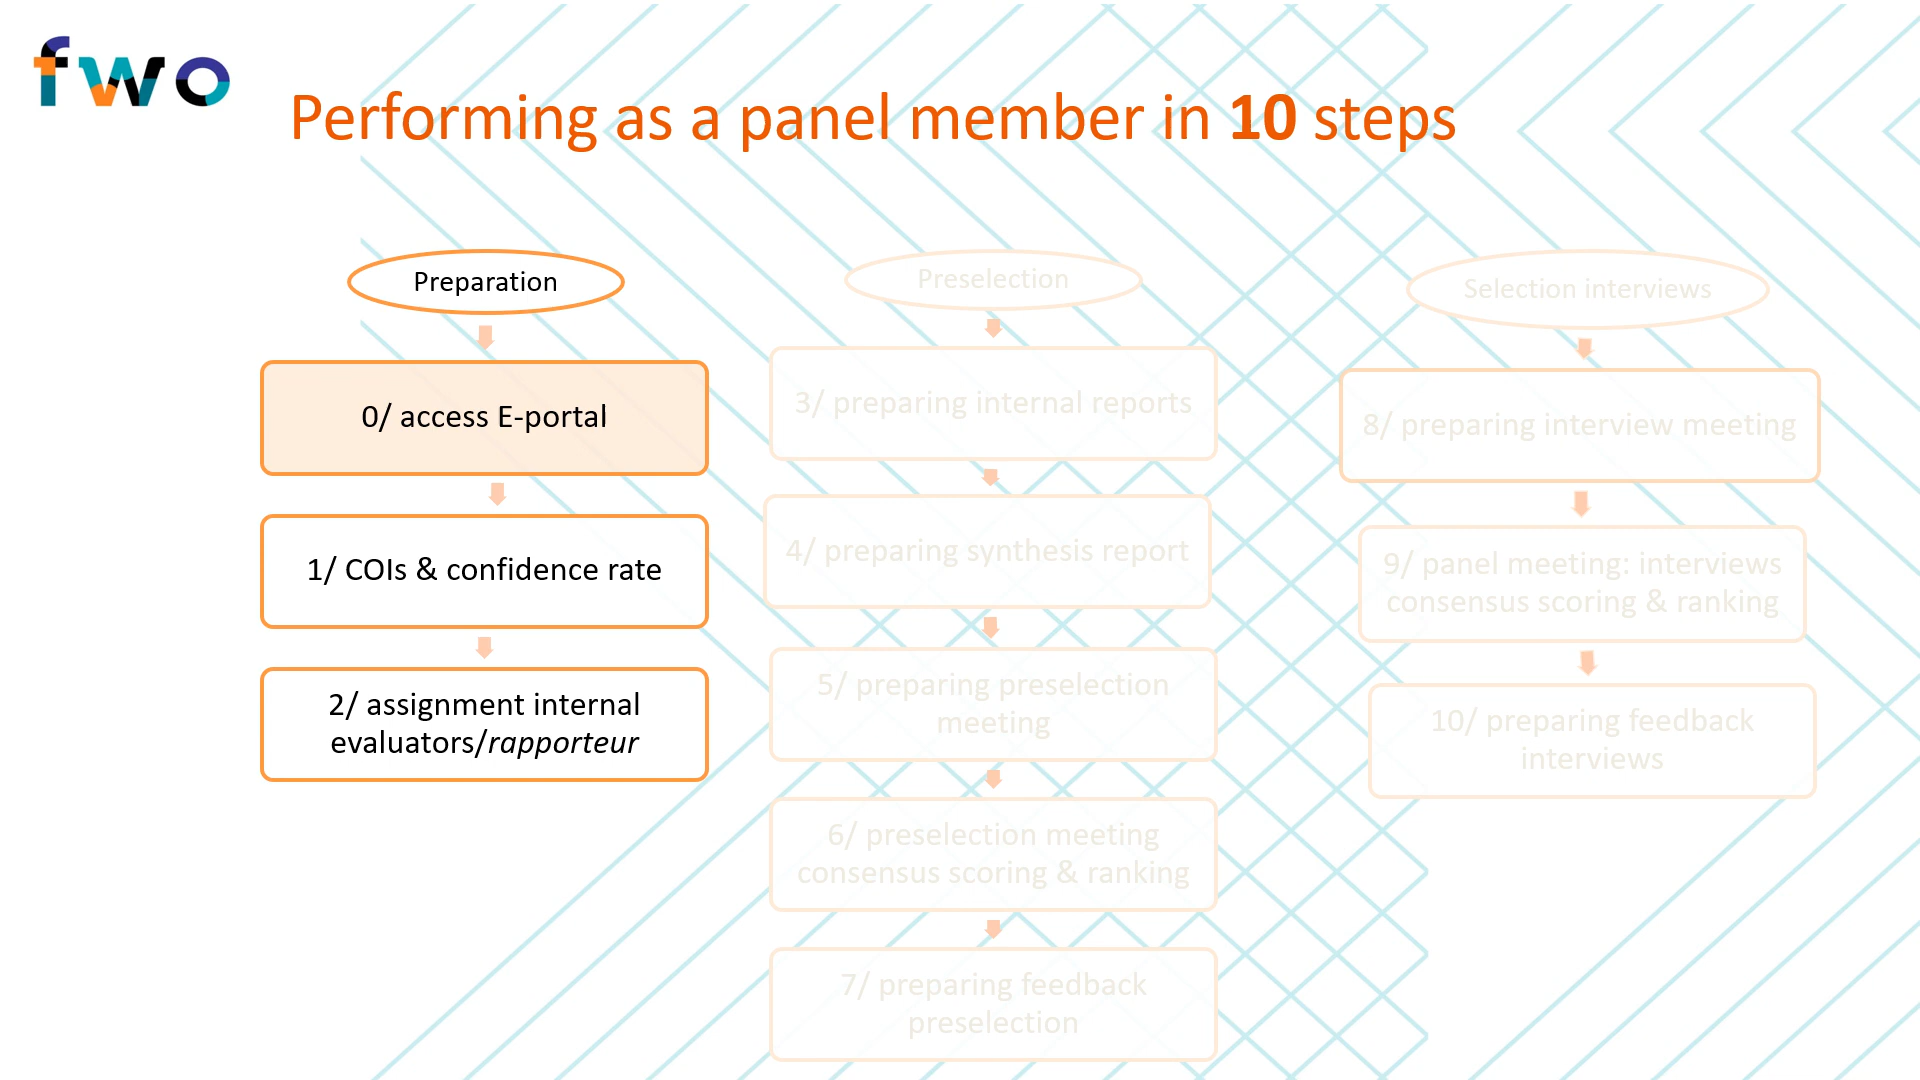 fwo
Performing as a panel member in 10 steps
Preparation
0/ access E-portal
1/ COIs & confidence rate
2/ assignment internal
evaluators/rapporteur
Preselection
3/ preparing internal reports
4/ preparing synthesis report
5/ preparing preselection
meeting
6/ preselection meeting
consensus scoring & ranking
7/ preparing feedback
preselection
Selection interviews
8/ preparing interview meeting
9/ panel meeting: interviews
consensus scoring & ranking
10/ preparing feedback
interviews